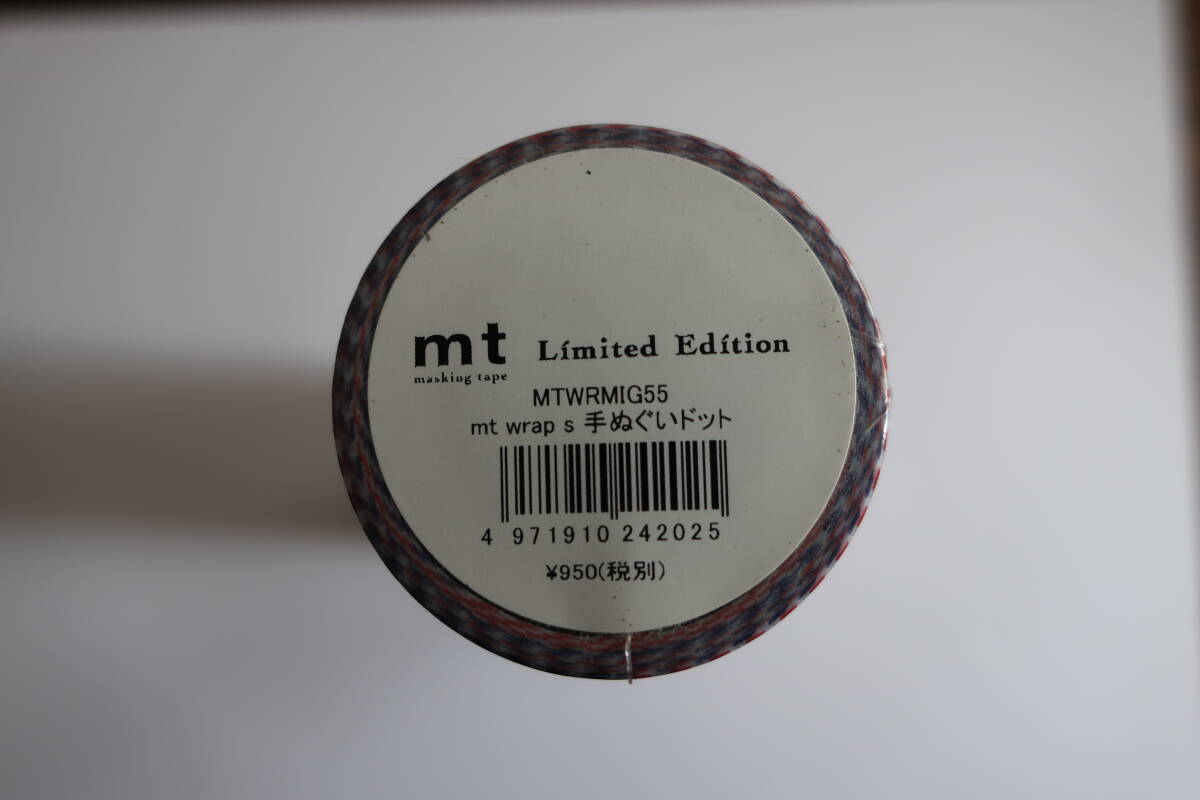 mt Límited Edítion
masking tape
MTWRMIG55
mt wrap s 手ぬぐいドット
4 971910 242025
¥950(税別)